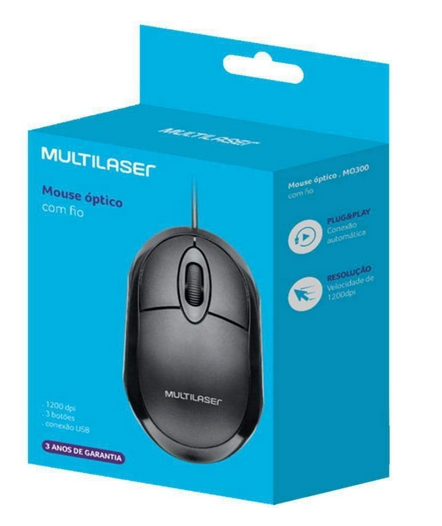 MULTILASER
MULTILASER
Mouse óptico
com fio
MULTILASER
. 1200 dpi
. 3 botões
. conexão USB
3 ANOS DE GARANTIA
Mouse óptico . MO300
com fio
PLUG&PLAY
Conexão
automática
RESOLUÇÃO
Velocidade de
1200dpi